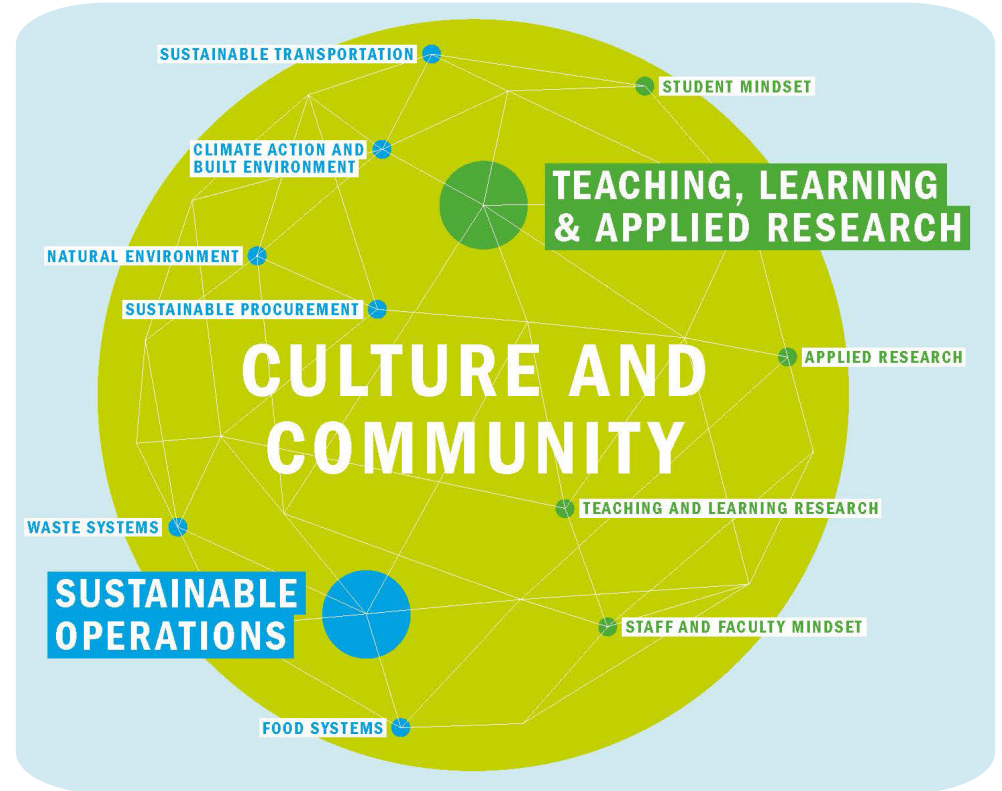 SUSTAINABLE TRANSPORTATION
STUDENT MINDSET
CLIMATE ACTION AND
BUILT ENVIRONMENT
TEACHING, LEARNING
& APPLIED RESEARCH
NATURAL ENVIRONMENT
SUSTAINABLE PROCUREMENT
CULTURE AND
COMMUNITY
APPLIED RESEARCH
TEACHING AND LEARNING RESEARCH
WASTE SYSTEMS
SUSTAINABLE
OPERATIONS
STAFF AND FACULTY MINDSET
FOOD SYSTEMS